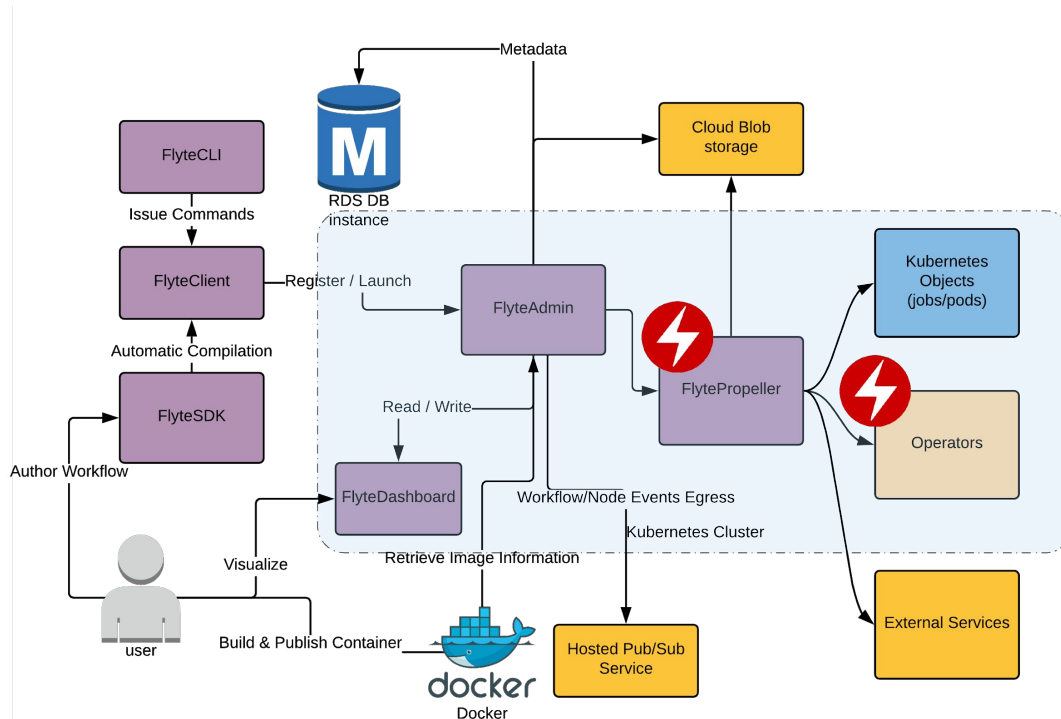 Metadata
M
RDS DB
instance
Cloud Blob
storage
FlyteCLI
Issue Commands
FlyteClient
Register / Launch
Automatic Compilation
FlyteSDK
Author Workflow
FlyteAdmin
Kubernetes
Objects
(jobs/pods)
FlytePropeller
Operators
Read / Write
FlyteDashboard
Workflow/Node Events Egress
Kubernetes Cluster
Retrieve Image Information
Visualize
user
Build & Publish Container
docker
Docker
Hosted Pub/Sub
Service
External Services